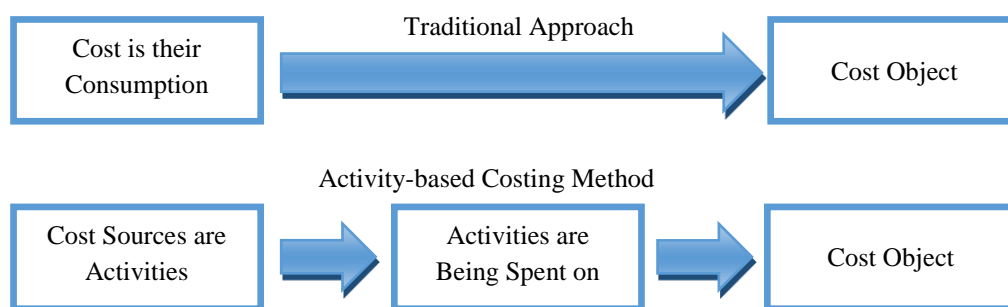 Traditional Approach
Cost is their
Consumption
Cost Object
Activity-based Costing Method
Cost Sources are
Activities
Activities are
Being Spent on
Cost Object